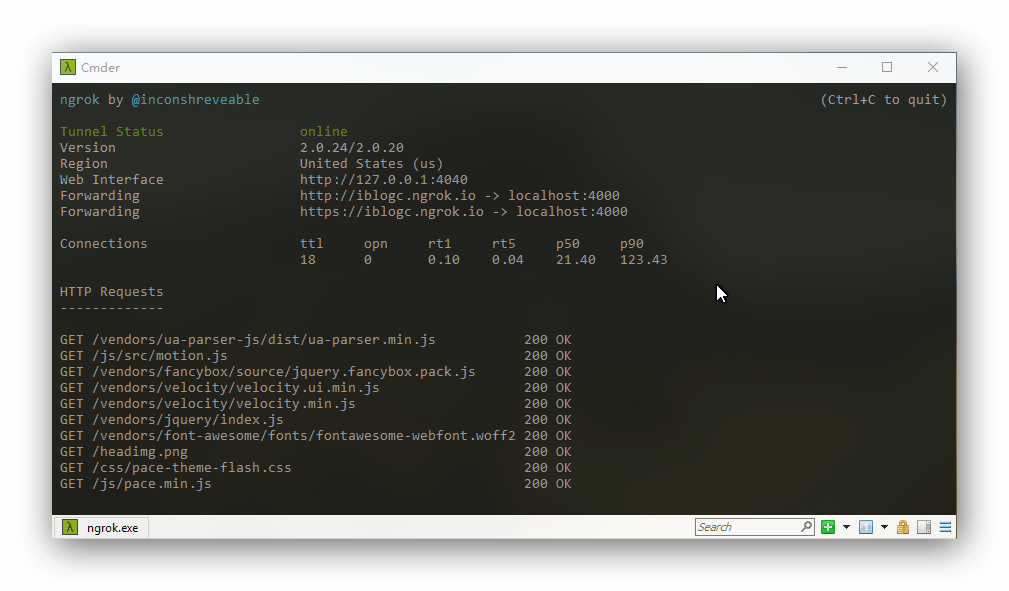 λ Cmder
ngrok by @inconshreveable (Ctrl+C to quit)
Tunnel Status online
Version 2.0.24/2.0.20
Region United States (us)
Web Interface http://127.0.0.1:4040
Forwarding http://iblogc.ngrok.io -> localhost:4000
Forwarding https://iblogc.ngrok.io -> localhost:4000
Connections ttl opn rt1 rt5 p50 p90
18 0 0.10 0.04 21.40 123.43
HTTP Requests
-------------
GET /vendors/ua-parser-js/dist/ua-parser.min.js 200 OK
GET /js/src/motion.js 200 OK
GET /vendors/fancybox/source/jquery.fancybox.pack.js 200 OK
GET /vendors/velocity/velocity.ui.min.js 200 OK
GET /vendors/velocity/velocity.min.js 200 OK
GET /vendors/jquery/index.js 200 OK
GET /vendors/font-awesome/fonts/fontawesome-webfont.woff2 200 OK
GET /headimg.png 200 OK
GET /css/pace-theme-flash.css 200 OK
GET /js/pace.min.js 200 OK
λ ngrok.exe Search